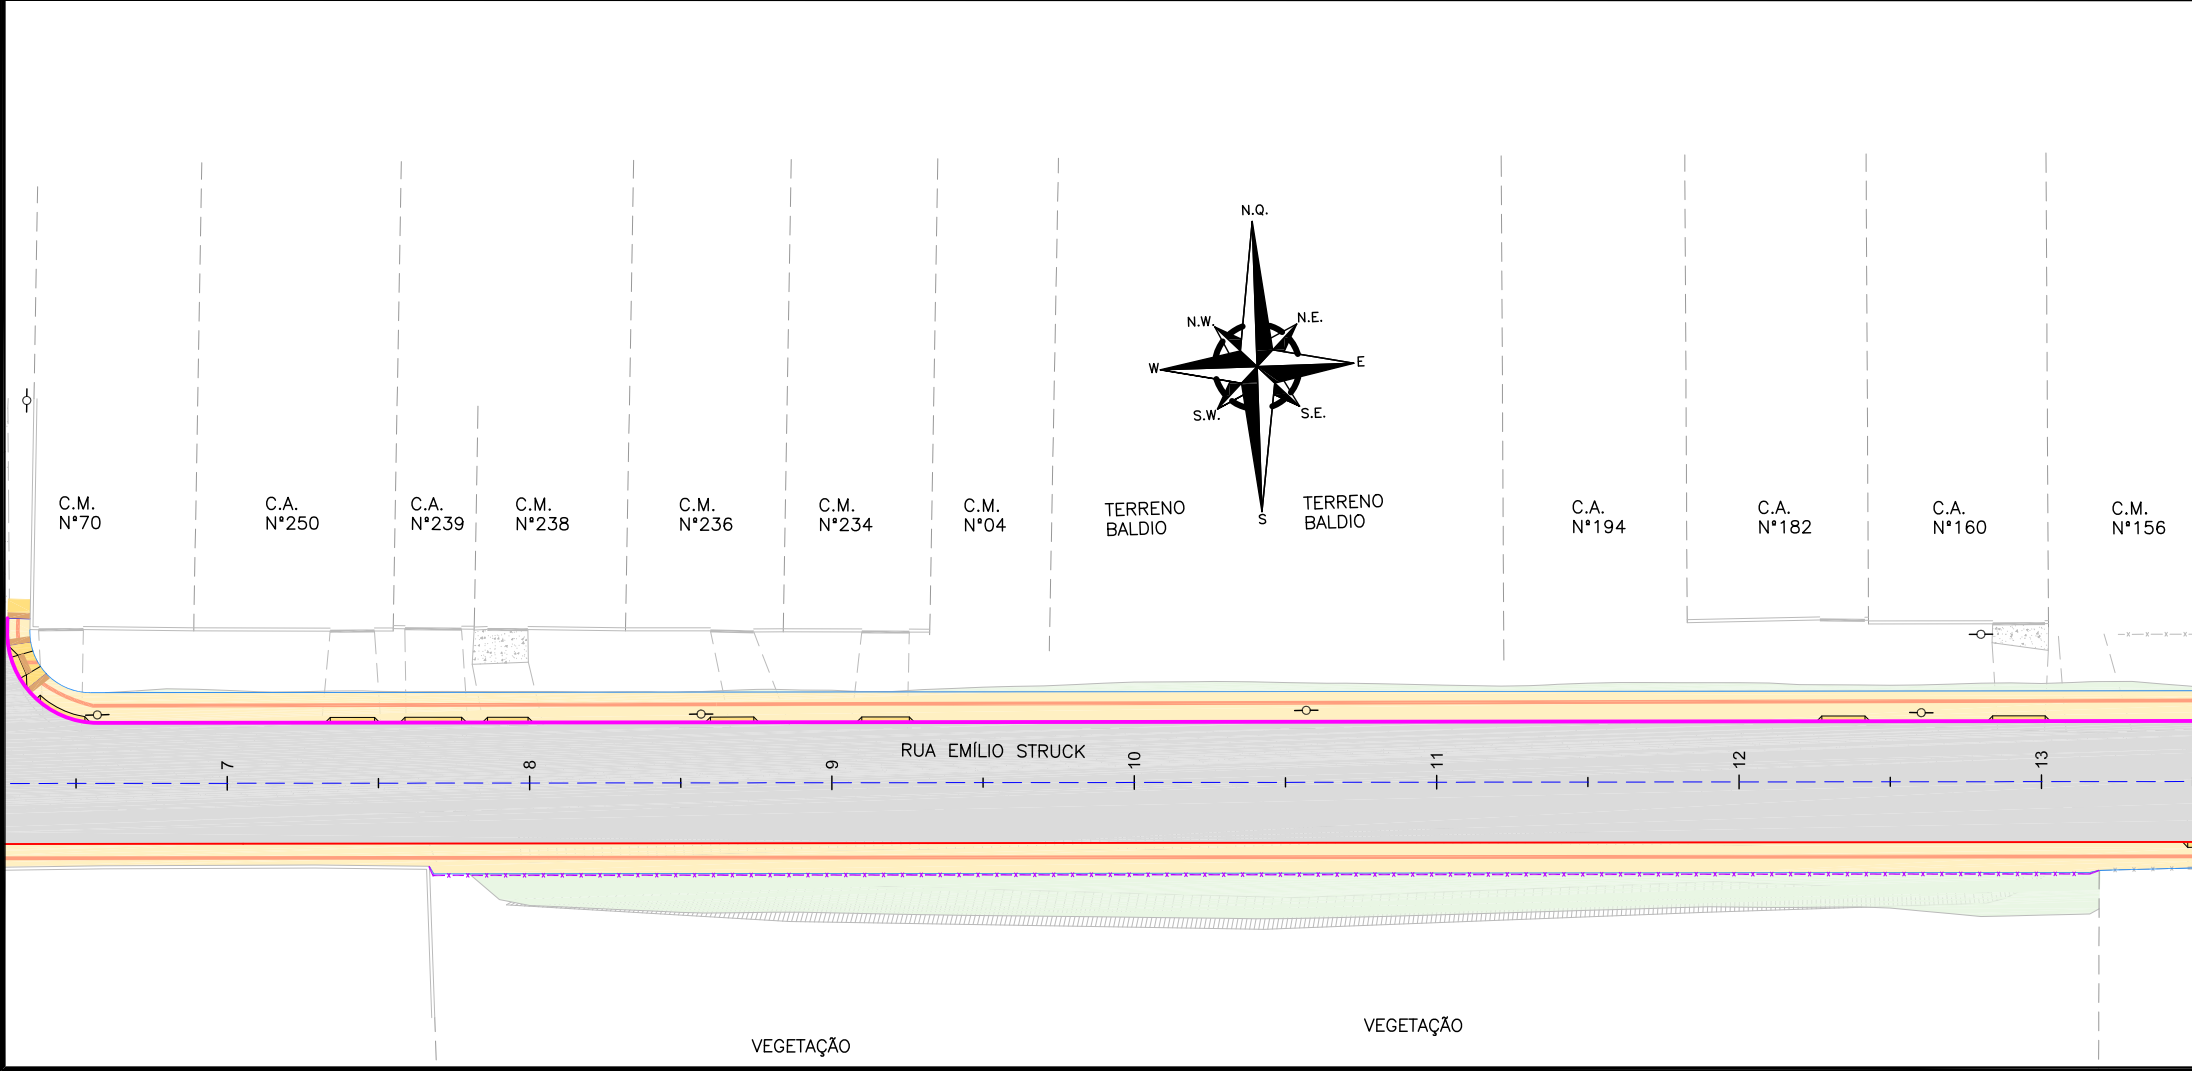 N.Q.
N.W.
N.E.
W
E
S.W.
S.E.
S
C.M.
N°70
C.A.
N°250
C.A.
N°239
C.M.
N°238
C.M.
N°236
C.M.
N°234
C.M.
N°04
TERRENO
BALDIO
TERRENO
BALDIO
C.A.
N°194
C.A.
N°182
C.A.
N°160
C.M.
N°156
RUA EMÍLIO STRUCK
7
8
9
10
11
12
13
VEGETAÇÃO
VEGETAÇÃO